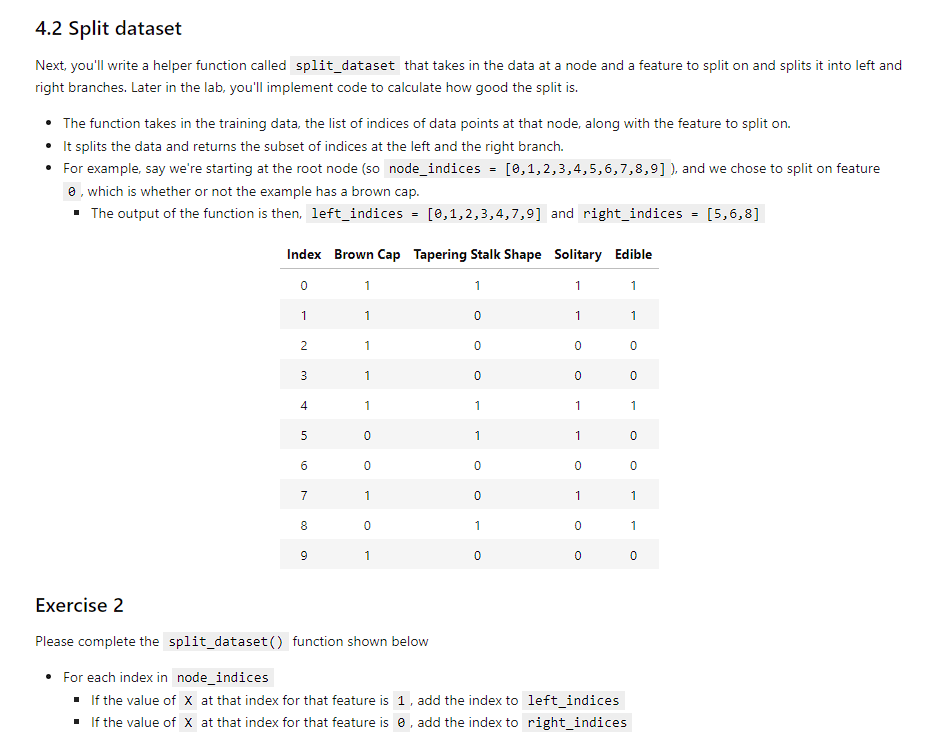 4.2 Split dataset
Next, you'll write a helper function called split_dataset that takes in the data at a node and a feature to split on and splits it into left and
right branches. Later in the lab, you'll implement code to calculate how good the split is.
• The function takes in the training data, the list of indices of data points at that node, along with the feature to split on.
• It splits the data and returns the subset of indices at the left and the right branch.
• For example, say we're starting at the root node (so node_indices = [0,1,2,3,4,5,6,7,8,9] ), and we chose to split on feature
0 , which is whether or not the example has a brown cap.
▪ The output of the function is then, left_indices = [0,1,2,3,4,7,9] and right_indices = [5,6,8]
Index Brown Cap Tapering Stalk Shape Solitary Edible
0 1 1 1 1
1 1 0 1 1
2 1 0 0 0
3 1 0 0 0
4 1 1 1 1
5 0 1 1 0
6 0 0 0 0
7 1 0 1 1
8 0 1 0 1
9 1 0 0 0
Exercise 2
Please complete the split_dataset() function shown below
• For each index in node_indices
▪ If the value of X at that index for that feature is 1 , add the index to left_indices
▪ If the value of X at that index for that feature is 0 , add the index to right_indices